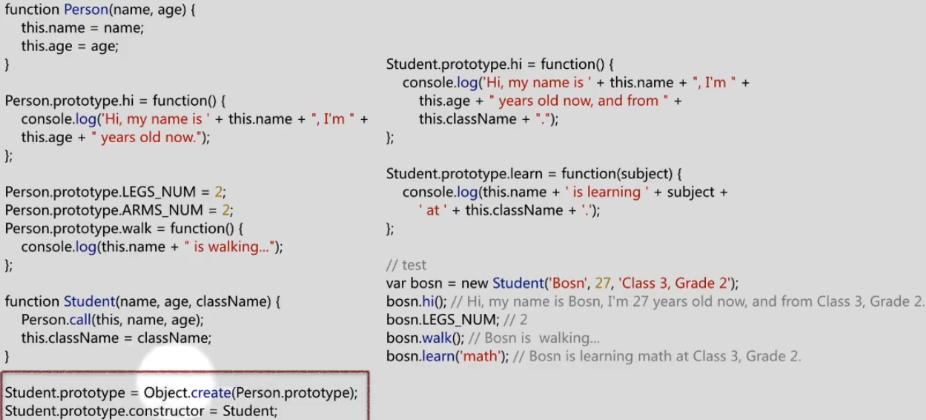 function Person(name, age) {
this.name = name;
this.age = age;
}
Person.prototype.hi = function() {
console.log('Hi, my name is ' + this.name + ", I'm " +
this.age + " years old now.");
};
Person.prototype.LEGS_NUM = 2;
Person.prototype.ARMS_NUM = 2;
Person.prototype.walk = function() {
console.log(this.name + " is walking...");
};
function Student(name, age, className) {
Person.call(this, name, age);
this.className = className;
}
Student.prototype = Object.create(Person.prototype);
Student.prototype.constructor = Student;
Student.prototype.hi = function() {
console.log('Hi, my name is ' + this.name + ", I'm " +
this.age + " years old now, and from " +
this.className + ".");
};
Student.prototype.learn = function(subject) {
console.log(this.name + ' is learning ' + subject +
' at ' + this.className + '.');
};
// test
var bosn = new Student('Bosn', 27, 'Class 3, Grade 2');
bosn.hi(); // Hi, my name is Bosn, I'm 27 years old now, and from Class 3, Grade 2.
bosn.LEGS_NUM; // 2
bosn.walk(); // Bosn is walking...
bosn.learn('math'); // Bosn is learning math at Class 3, Grade 2.